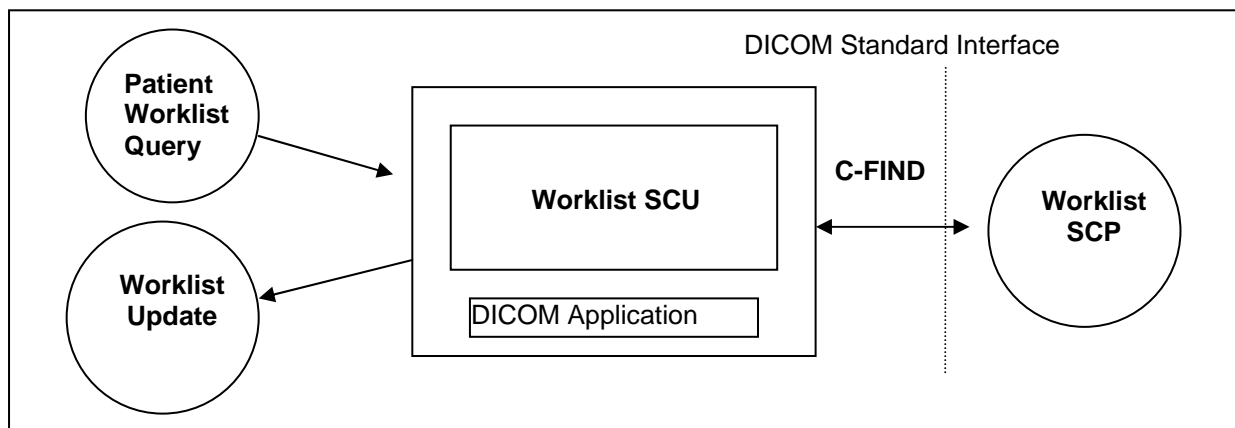 DICOM Standard Interface
Patient
Worklist
Query
Worklist SCU
C-FIND
Worklist
SCP
Worklist
Update
DICOM Application